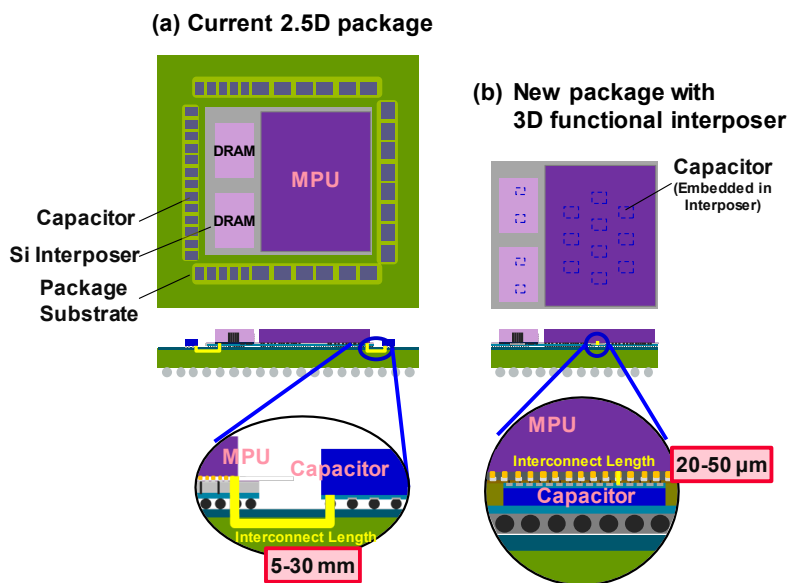 (a) Current 2.5D package
(b) New package with
3D functional interposer
DRAM
MPU
DRAM
Capacitor
Si Interposer
Package
Substrate
Capacitor
(Embedded in
Interposer)
MPU
Capacitor
Interconnect Length
5-30 mm
MPU
Interconnect Length
20-50 µm
Capacitor